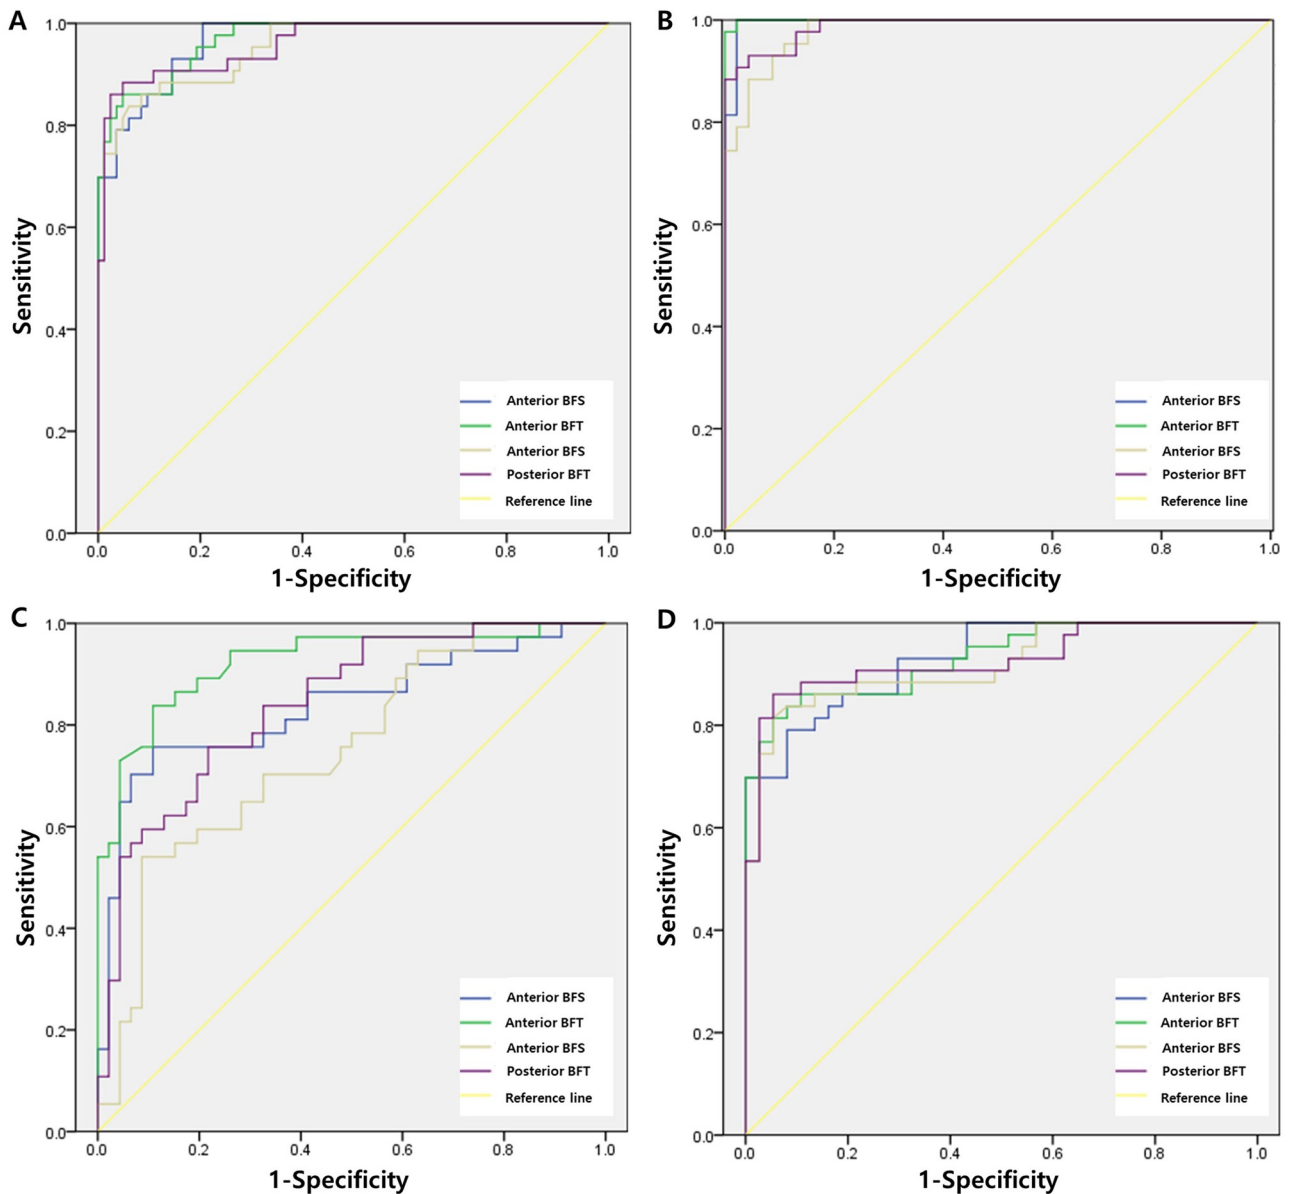 A
1.0
0.8
0.6
0.4
0.2
0.0
Sensitivity
Anterior BFS
Anterior BFT
Anterior BFS
Posterior BFT
Reference line
0.0 0.2 0.4 0.6 0.8 1.0
1-Specificity
B
1.0
0.8
0.6
0.4
0.2
0.0
Sensitivity
Anterior BFS
Anterior BFT
Anterior BFS
Posterior BFT
Reference line
0.0 0.2 0.4 0.6 0.8 1.0
1-Specificity
C
1.0
0.8
0.6
0.4
0.2
0.0
Sensitivity
Anterior BFS
Anterior BFT
Anterior BFS
Posterior BFT
Reference line
0.0 0.2 0.4 0.6 0.8 1.0
1-Specificity
D
1.0
0.8
0.6
0.4
0.2
0.0
Sensitivity
Anterior BFS
Anterior BFT
Anterior BFS
Posterior BFT
Reference line
0.0 0.2 0.4 0.6 0.8 1.0
1-Specificity